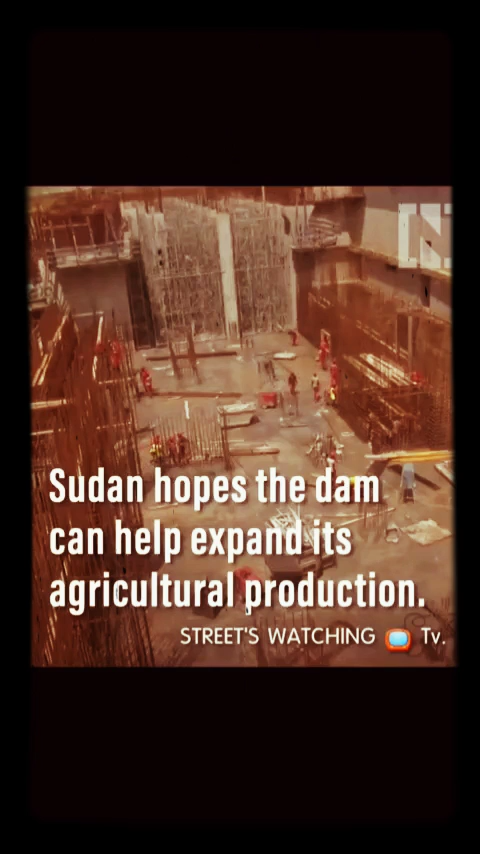 Sudan hopes the dam
can help expand its
agricultural production.
STREET'S WATCHING 📺 Tv.